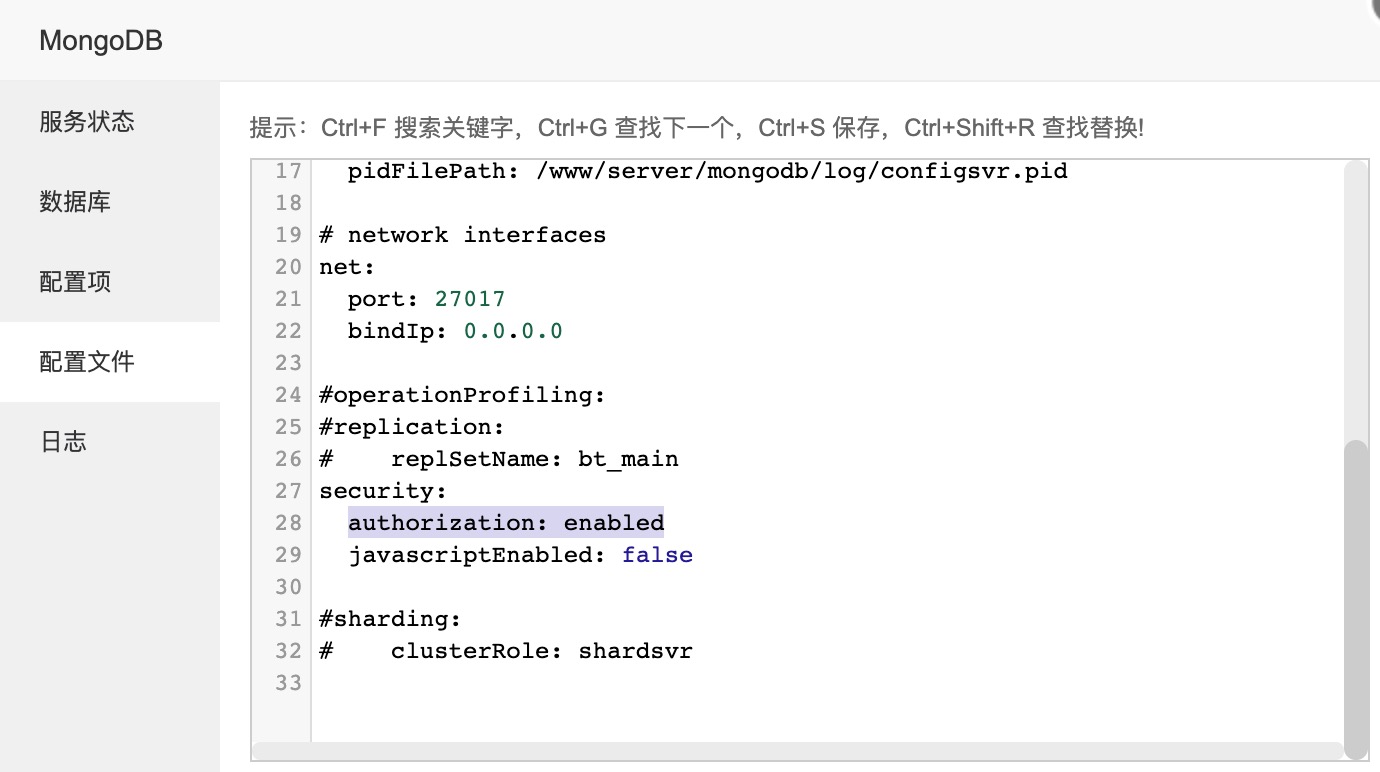 MongoDB
服务状态
数据库
配置项
配置文件
日志
提示：Ctrl+F 搜索关键字，Ctrl+G 查找下一个，Ctrl+S 保存，Ctrl+Shift+R 查找替换!
17 pidFilePath: /www/server/mongodb/log/configsvr.pid
18
19 # network interfaces
20 net:
21 port: 27017
22 bindIp: 0.0.0.0
23
24 #operationProfiling:
25 #replication:
26 # replSetName: bt_main
27 security:
28 authorization: enabled
29 javascriptEnabled: false
30
31 #sharding:
32 # clusterRole: shardsvr
33